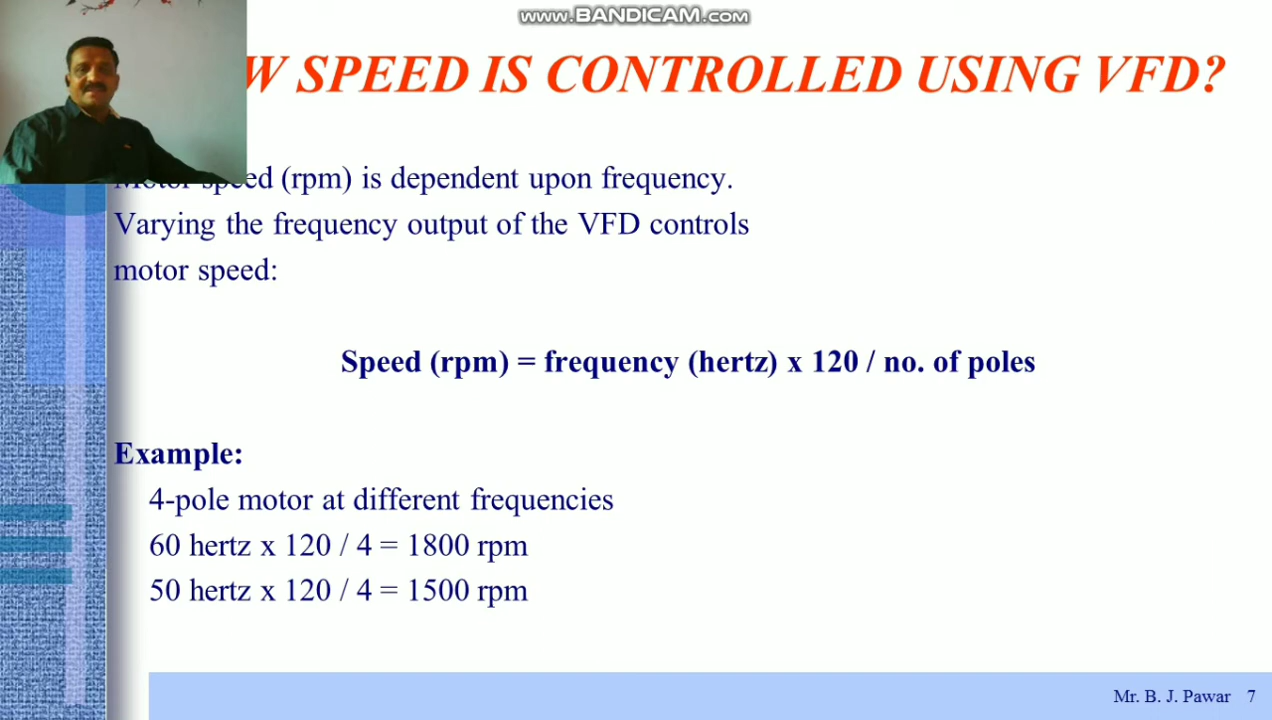 www.BANDICAM.com
W SPEED IS CONTROLLED USING VFD?
Motor speed (rpm) is dependent upon frequency.
Varying the frequency output of the VFD controls
motor speed:
Speed (rpm) = frequency (hertz) x 120 / no. of poles
Example:
4-pole motor at different frequencies
60 hertz x 120 / 4 = 1800 rpm
50 hertz x 120 / 4 = 1500 rpm
Mr. B. J. Pawar 7